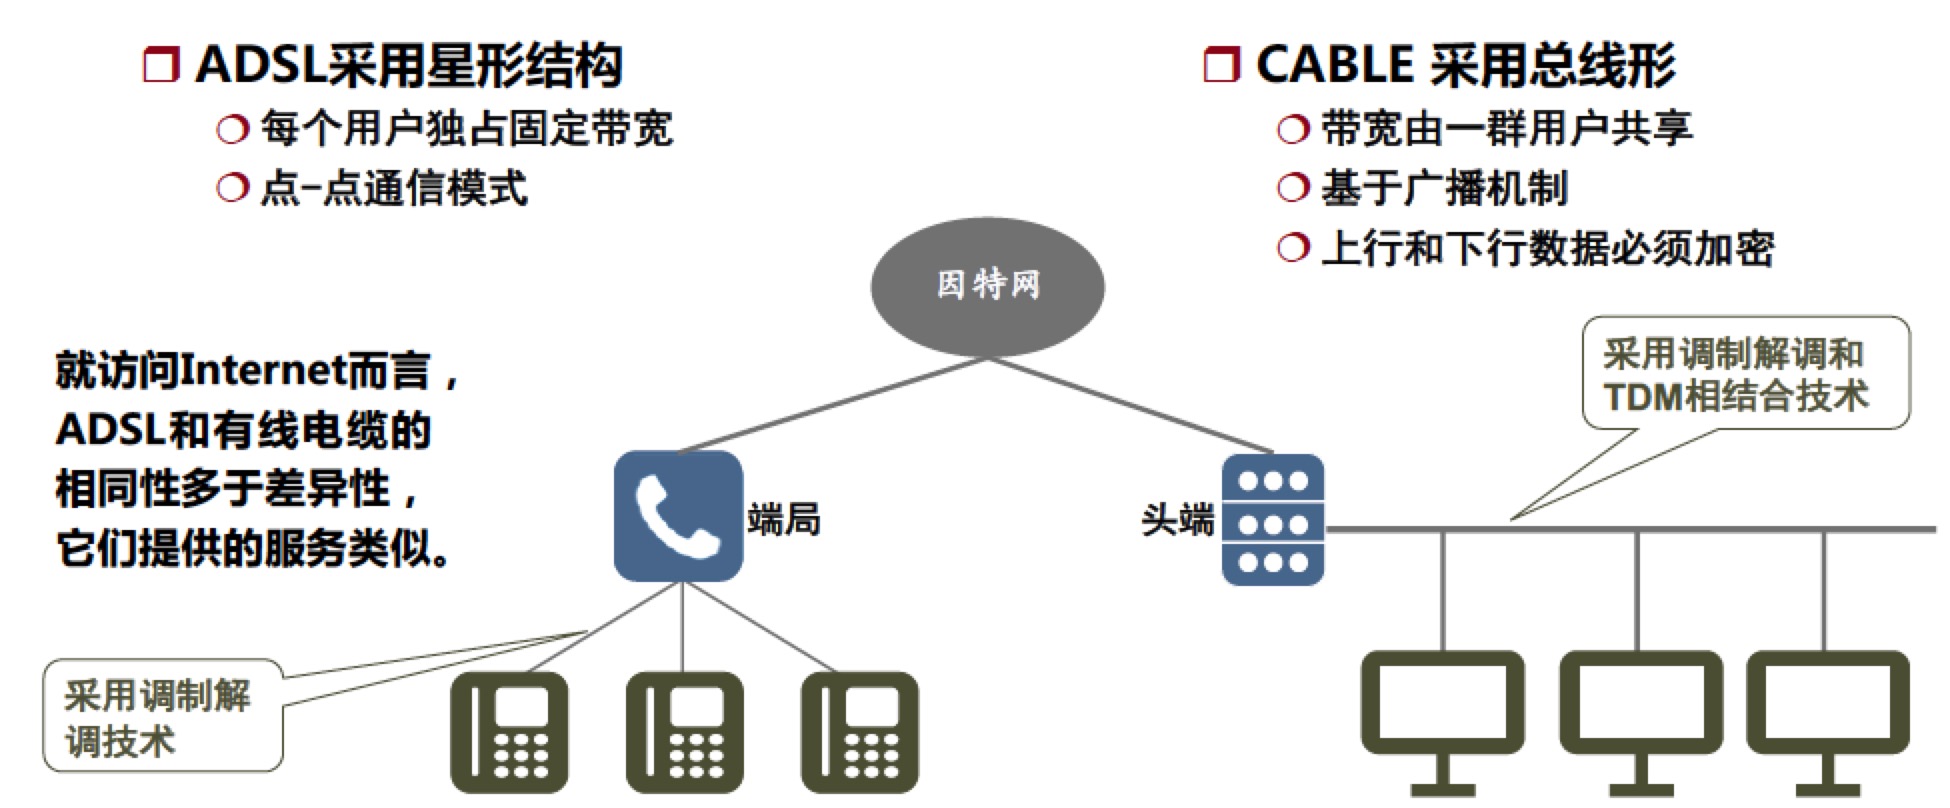 ADSL采用星形结构
每个用户独占固定带宽
点-点通信模式
CABLE 采用总线形
带宽由一群用户共享
基于广播机制
上行和下行数据必须加密
因特网
就访问Internet而言，
ADSL和有线电缆的
相同性多于差异性，
它们提供的服务类似。
采用调制解调和
TDM相结合技术
端局
头端
采用调制解
调技术